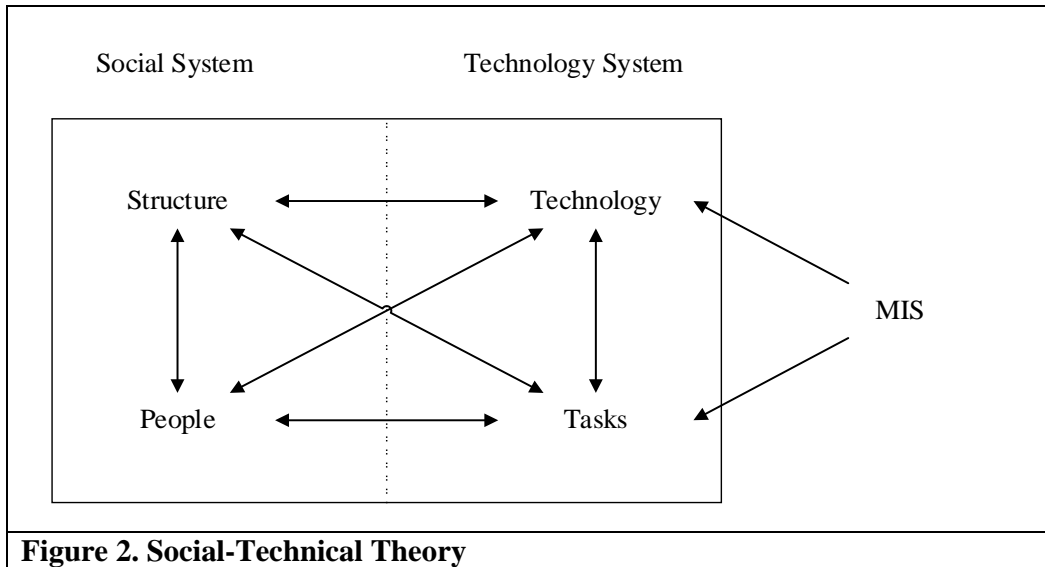 Social System Technology System
Structure Technology
MIS
People Tasks
Figure 2. Social-Technical Theory